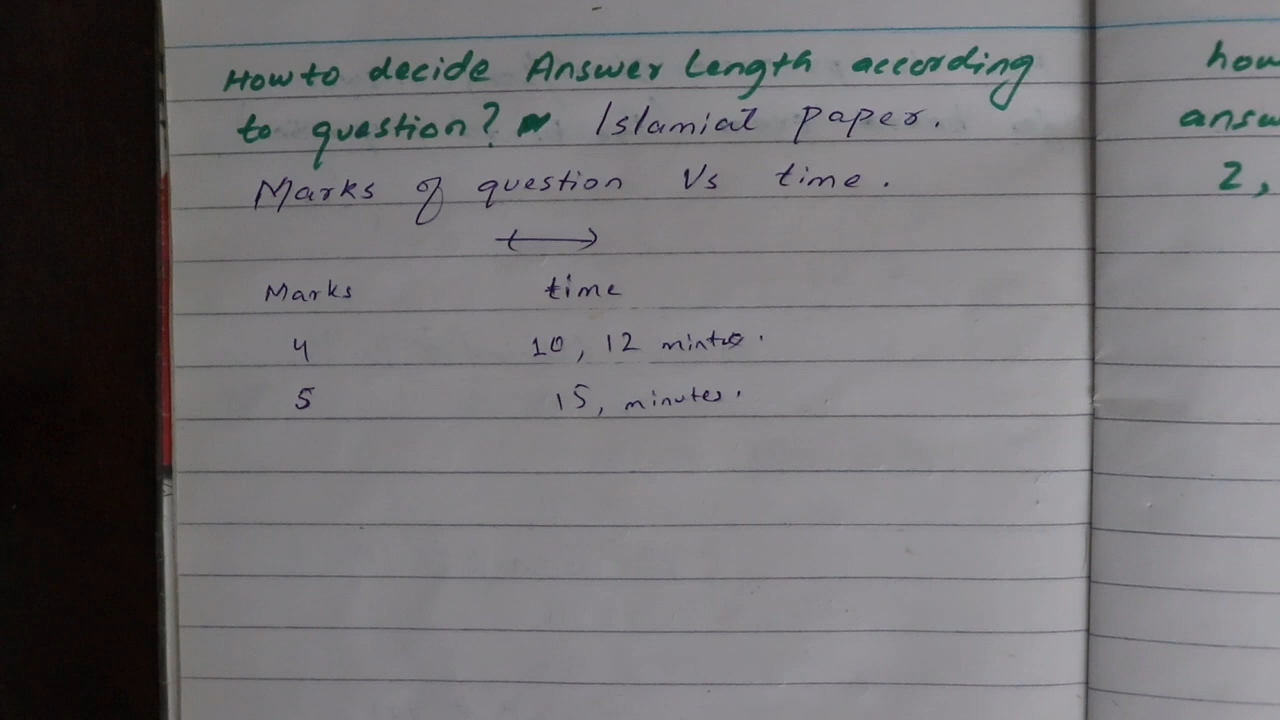 How to decide Answer Length according
to question? Islamiat paper.
Marks of question Vs time.
Marks time
4 10, 12 mintus.
5 15, minutes.
how
answ
2,